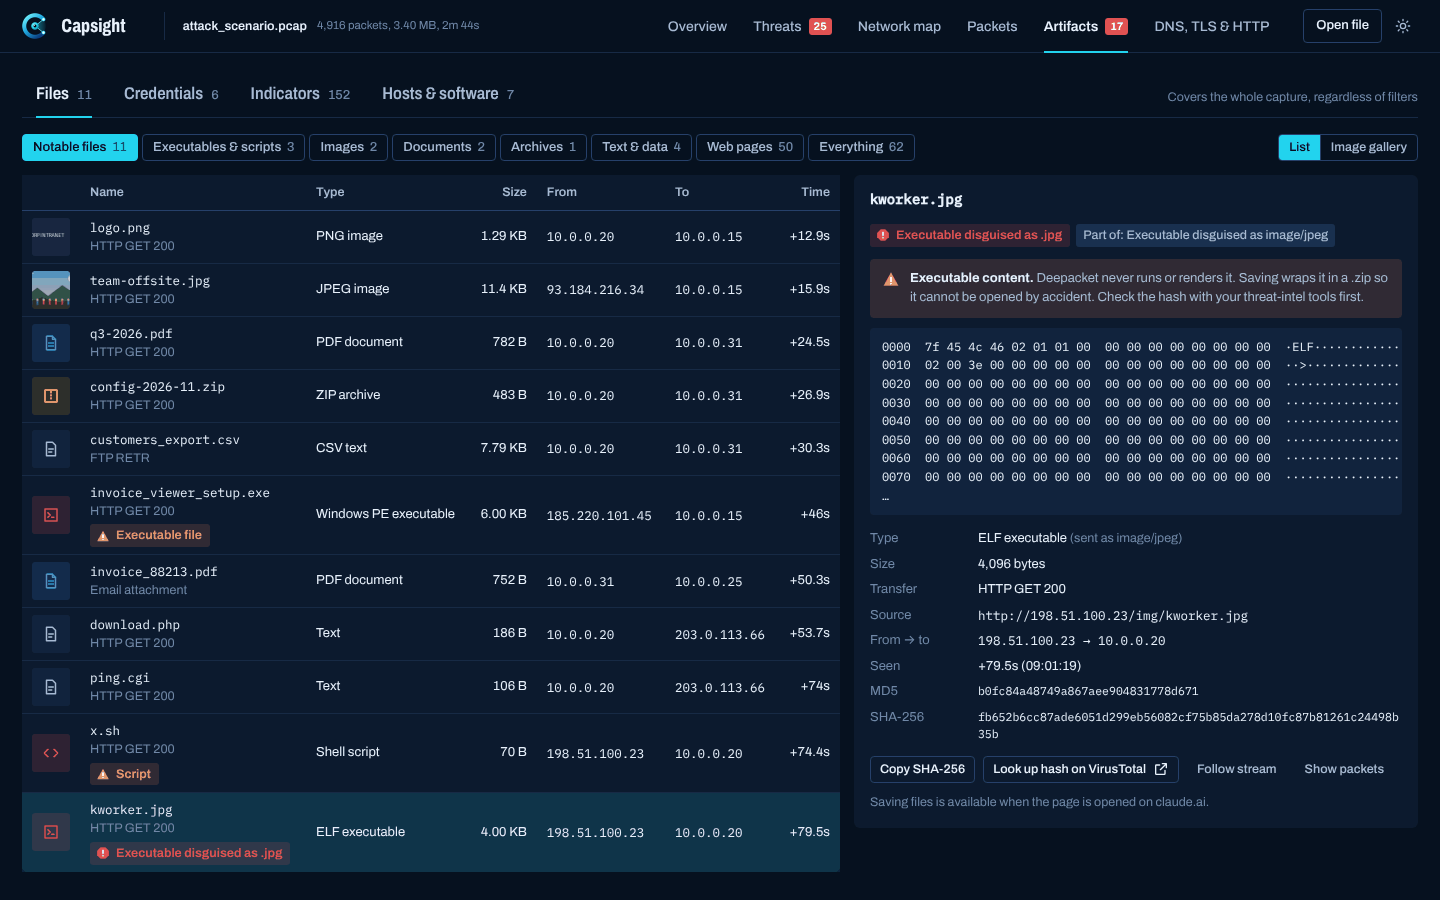 Capsight
attack_scenario.pcap 4,916 packets, 3.40 MB, 2m 44s
Overview Threats 25 Network map Packets Artifacts 17 DNS, TLS & HTTP Open file
Files 11 Credentials 6 Indicators 152 Hosts & software 7
Covers the whole capture, regardless of filters
Notable files 11 Executables & scripts 3 Images 2 Documents 2 Archives 1 Text & data 4 Web pages 50 Everything 62
List Image gallery
Name Type Size From To Time
logo.png
HTTP GET 200
PNG image 1.29 KB 10.0.0.20 10.0.0.15 +12.9s
team-offsite.jpg
HTTP GET 200
JPEG image 11.4 KB 93.184.216.34 10.0.0.15 +15.9s
q3-2026.pdf
HTTP GET 200
PDF document 782 B 10.0.0.20 10.0.0.31 +24.5s
config-2026-11.zip
HTTP GET 200
ZIP archive 483 B 10.0.0.20 10.0.0.31 +26.9s
customers_export.csv
FTP RETR
CSV text 7.79 KB 10.0.0.20 10.0.0.31 +30.3s
invoice_viewer_setup.exe
HTTP GET 200
Executable file
Windows PE executable 6.00 KB 185.220.101.45 10.0.0.15 +46s
invoice_88213.pdf
Email attachment
PDF document 752 B 10.0.0.31 10.0.0.25 +50.3s
download.php
HTTP GET 200
Text 186 B 10.0.0.20 203.0.113.66 +53.7s
ping.cgi
HTTP GET 200
Text 106 B 10.0.0.20 203.0.113.66 +74s
x.sh
HTTP GET 200
Script
Shell script 70 B 198.51.100.23 10.0.0.20 +74.4s
kworker.jpg
HTTP GET 200
Executable disguised as .jpg
ELF executable 4.00 KB 198.51.100.23 10.0.0.20 +79.5s
kworker.jpg
Executable disguised as .jpg Part of: Executable disguised as image/jpeg
Executable content. Deepacket never runs or renders it. Saving wraps it in a .zip so
it cannot be opened by accident. Check the hash with your threat-intel tools first.
0000 7f 45 4c 46 02 01 01 00 00 00 00 00 00 00 00 00 ·ELF············
0010 02 00 3e 00 00 00 00 00 00 00 00 00 00 00 00 00 ··>·············
0020 00 00 00 00 00 00 00 00 00 00 00 00 00 00 00 00 ················
0030 00 00 00 00 00 00 00 00 00 00 00 00 00 00 00 00 ················
0040 00 00 00 00 00 00 00 00 00 00 00 00 00 00 00 00 ················
0050 00 00 00 00 00 00 00 00 00 00 00 00 00 00 00 00 ················
0060 00 00 00 00 00 00 00 00 00 00 00 00 00 00 00 00 ················
0070 00 00 00 00 00 00 00 00 00 00 00 00 00 00 00 00 ················
…
Type ELF executable (sent as image/jpeg)
Size 4,096 bytes
Transfer HTTP GET 200
Source http://198.51.100.23/img/kworker.jpg
From → to 198.51.100.23 → 10.0.0.20
Seen +79.5s (09:01:19)
MD5 b0fc84a48749a867aee904831778d671
SHA-256 fb652b6cc87ade6051d299eb56082cf75b85da278d10fc87b81261c24498b
35b
Copy SHA-256 Look up hash on VirusTotal Follow stream Show packets
Saving files is available when the page is opened on claude.ai.